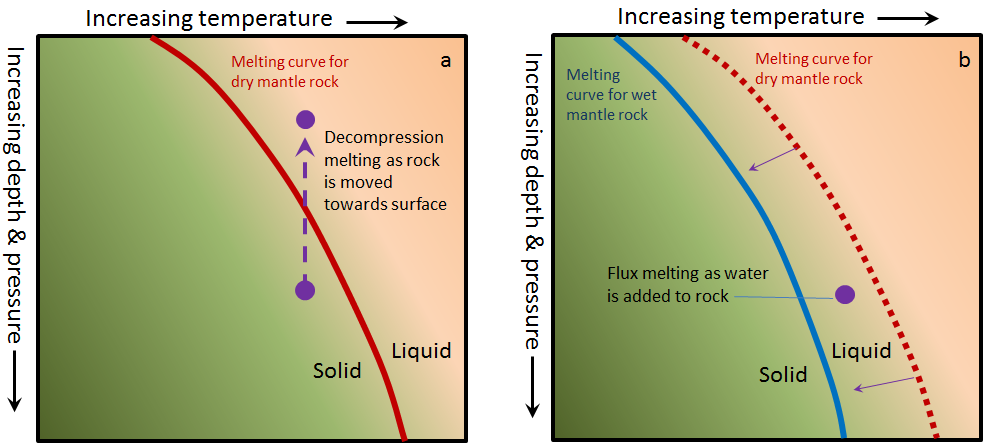 Increasing temperature
Increasing depth & pressure
a
Melting curve for
dry mantle rock
Decompression
melting as rock
is moved
towards surface
Liquid
Solid
Increasing temperature
Increasing depth & pressure
b
Melting curve for
dry mantle rock
Melting
curve for wet
mantle rock
Flux melting as water
is added to rock
Liquid
Solid